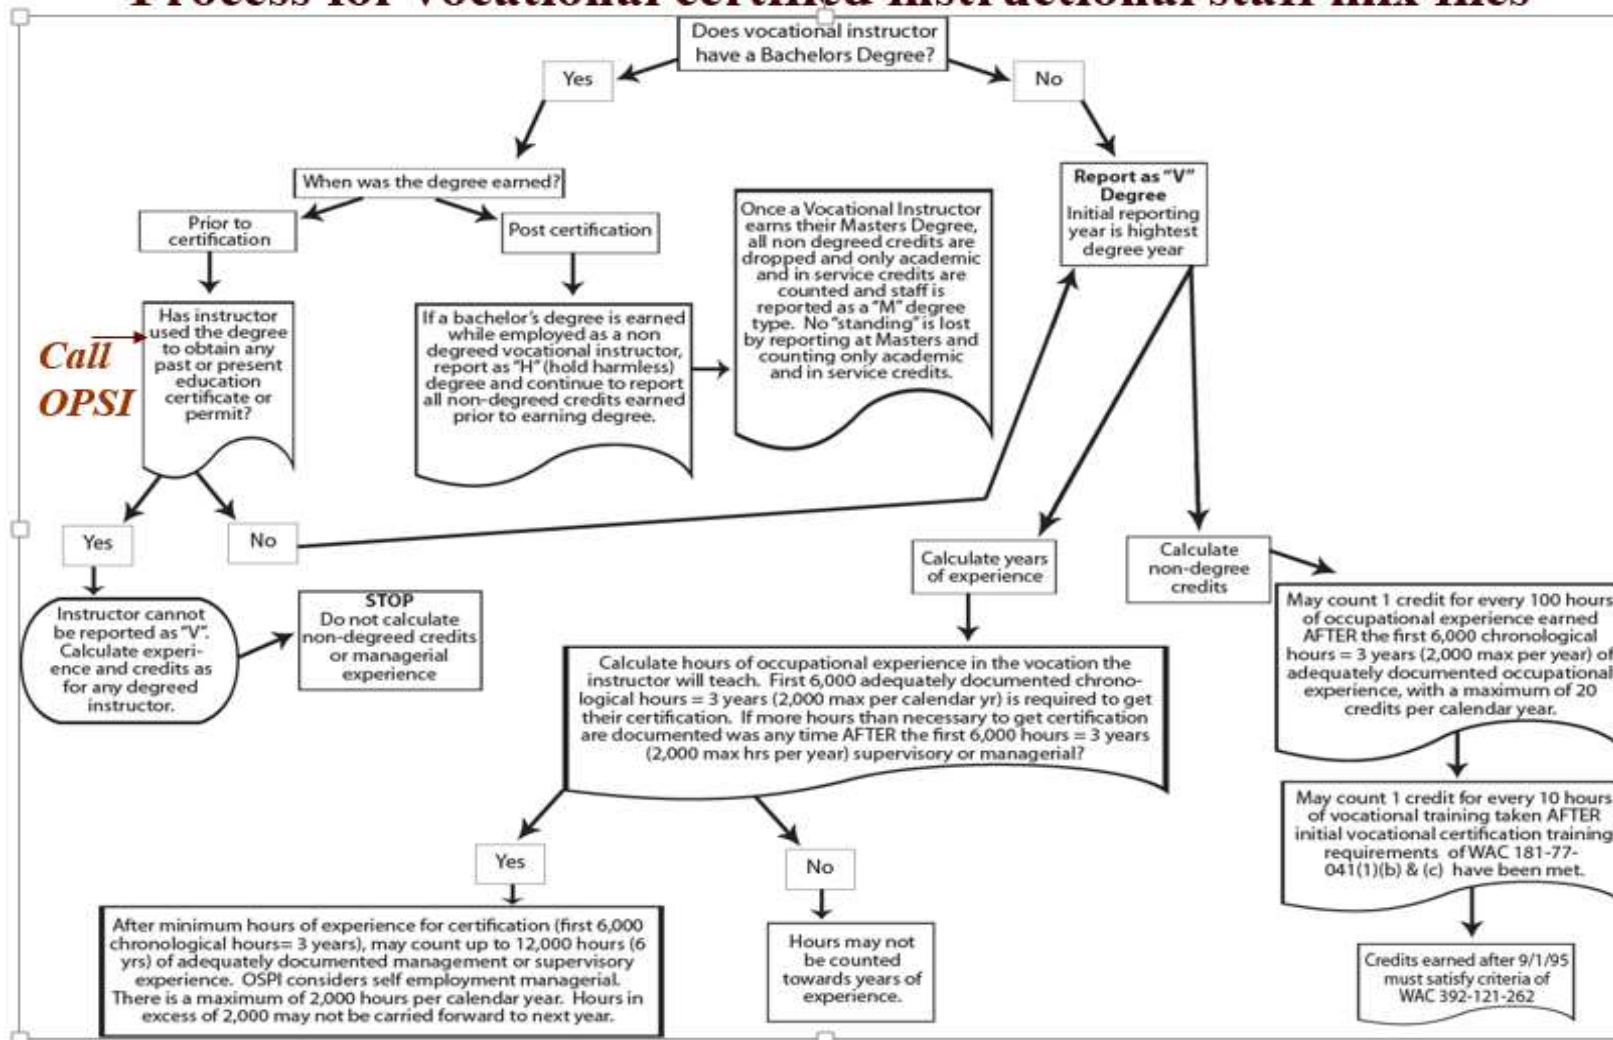 Process for vocational certified instructional staff mix files
Does vocational instructor
have a Bachelors Degree?
Yes
No
When was the degree earned?
Prior to
certification
Post certification
Once a Vocational Instructor
earns their Masters Degree,
all non degreed credits are
dropped and only academic
and in service credits are
counted and staff is
reported as a "M" degree
type. No "standing" is lost
by reporting at Masters and
counting only academic
and in service credits.
Report as "V"
Degree
Initial reporting
year is hightest
degree year
Call
OPSI
Has instructor
used the degree
to obtain any
past or present
education
certificate or
permit?
If a bachelor's degree is earned
while employed as a non
degreed vocational instructor,
report as "H" (hold harmless)
degree and continue to report
all non-degreed credits earned
prior to earning degree.
Yes
No
Calculate years
of experience
Calculate
non-degree
credits
Instructor cannot
be reported as "V".
Calculate experi-
ence and credits as
for any degreed
instructor.
STOP
Do not calculate
non-degreed credits
or managerial
experience
Calculate hours of occupational experience in the vocation the
instructor will teach. First 6,000 adequately documented chrono-
logical hours = 3 years (2,000 max per calendar yr) is required to get
their certification. If more hours than necessary to get certification
are documented was any time AFTER the first 6,000 hours = 3 years
(2,000 max hrs per year) supervisory or managerial?
May count 1 credit for every 100 hours
of occupational experience earned
AFTER the first 6,000 chronological
hours = 3 years (2,000 max per year) of
adequately documented occupational
experience, with a maximum of 20
credits per calendar year.
May count 1 credit for every 10 hours
of vocational training taken AFTER
initial vocational certification training
requirements of WAC 181-77-
041(1)(b) & (c) have been met.
Yes
No
After minimum hours of experience for certification (first 6,000
chronological hours= 3 years), may count up to 12,000 hours (6
yrs) of adequately documented management or supervisory
experience. OSPI considers self employment managerial.
There is a maximum of 2,000 hours per calendar year. Hours in
excess of 2,000 may not be carried forward to next year.
Hours may not
be counted
towards years of
experience.
Credits earned after 9/1/95
must satisfy criteria of
WAC 392-121-262